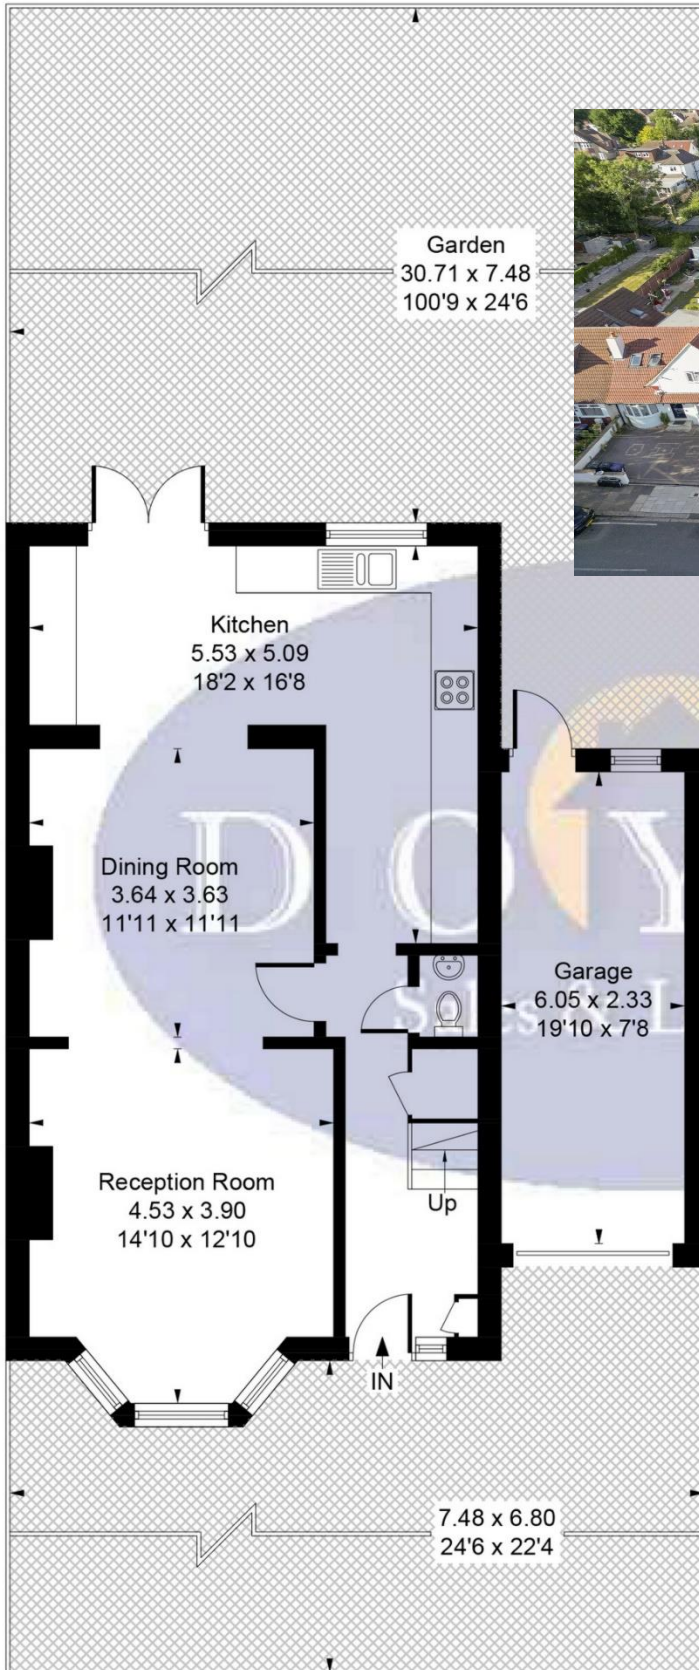 Garden
30.71 x 7.48
100'9 x 24'6
Kitchen
5.53 x 5.09
18'2 x 16'8
Dining Room
3.64 x 3.63
11'11 x 11'11
D O Y
Sales & L
Garage
6.05 x 2.33
19'10 x 7'8
Reception Room
4.53 x 3.90
14'10 x 12'10
Up
IN
7.48 x 6.80
24'6 x 22'4